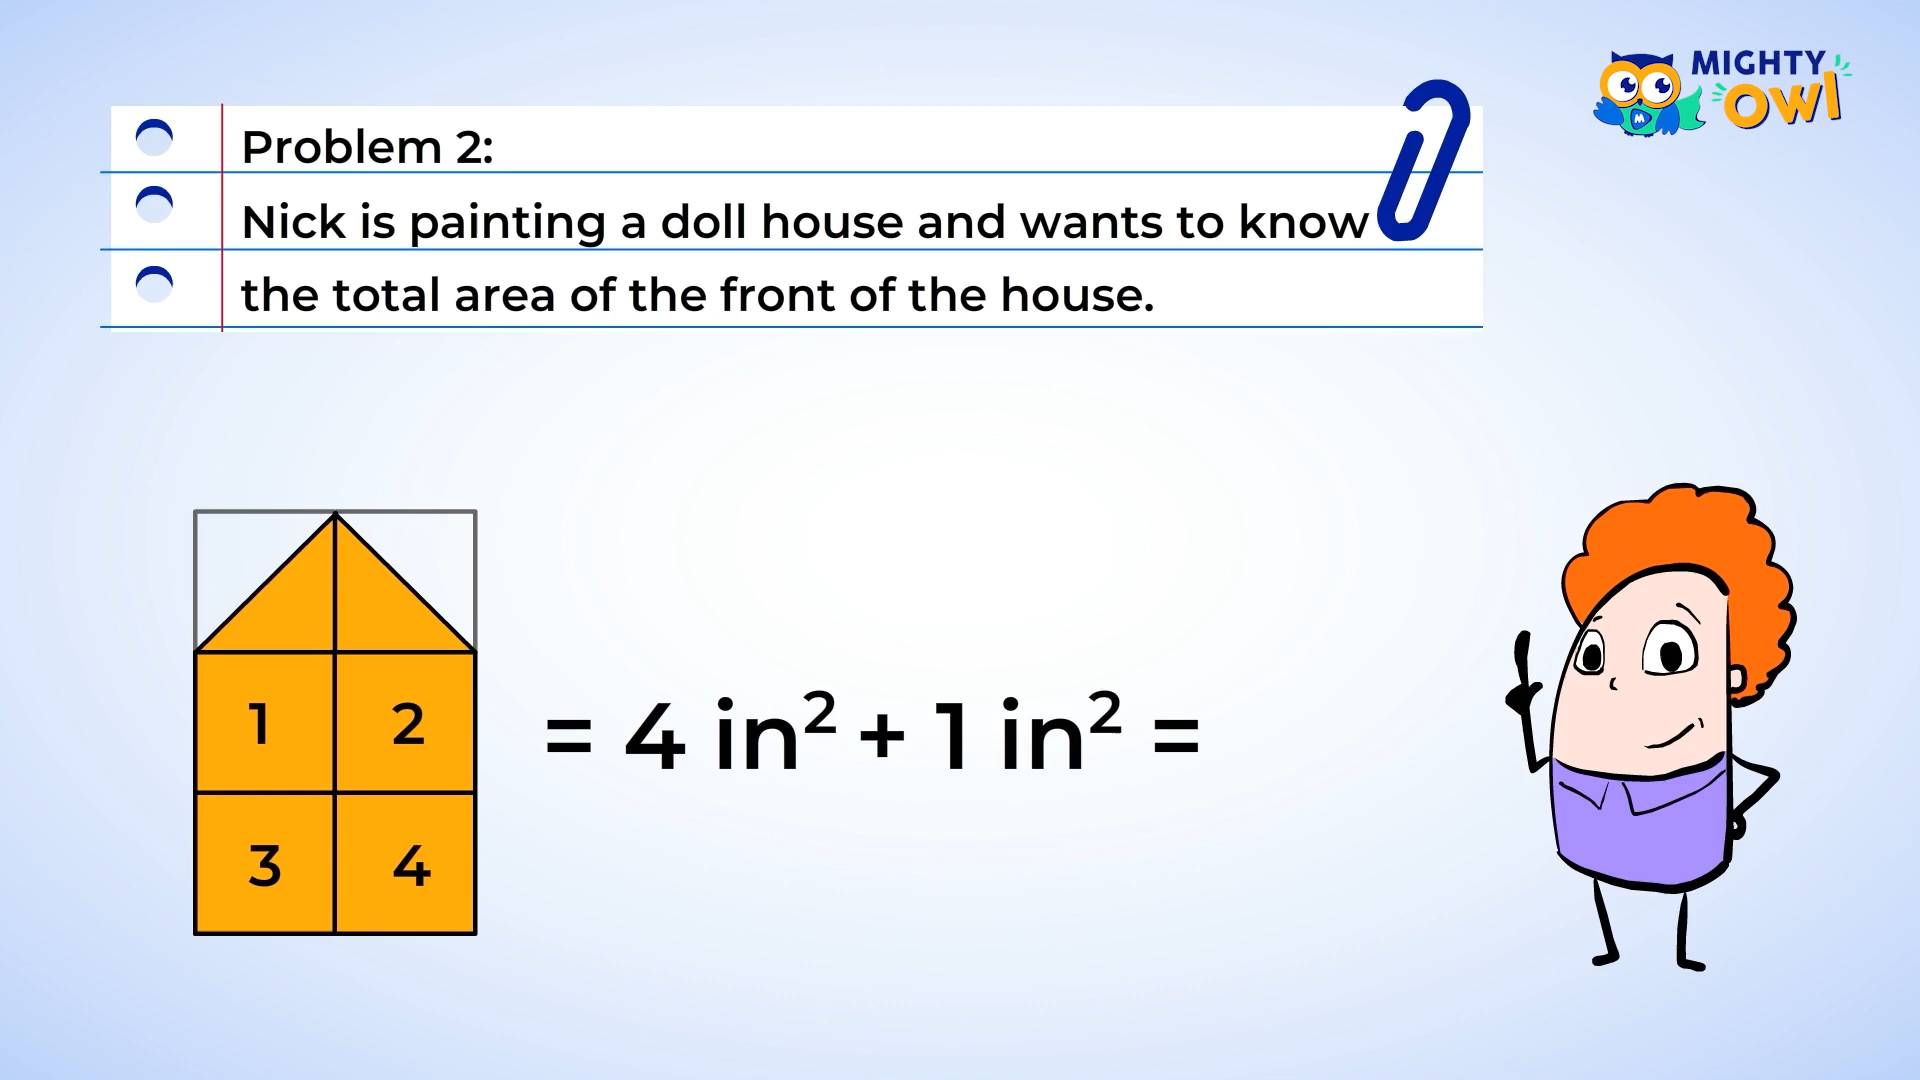 MIGHTY
OWL
Problem 2:
Nick is painting a doll house and wants to know
the total area of the front of the house.
1 2
= 4 in² + 1 in² =
3 4